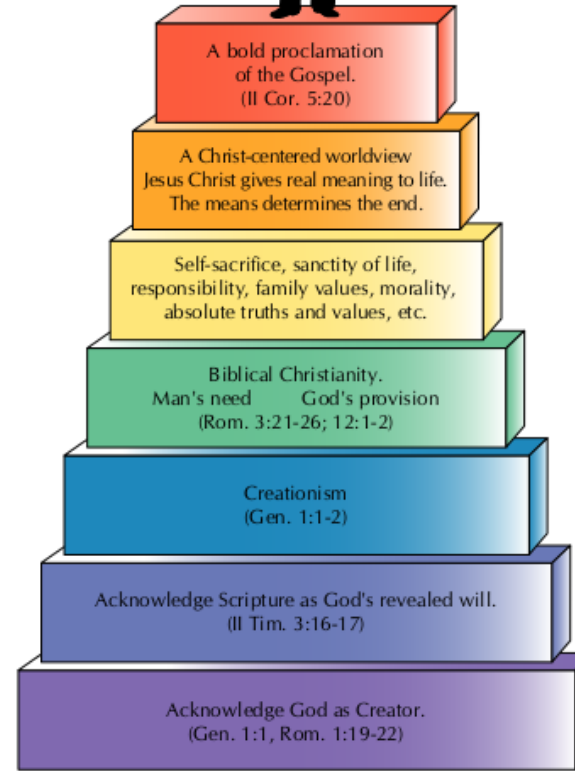 A bold proclamation
of the Gospel.
(II Cor. 5:20)
A Christ-centered worldview
Jesus Christ gives real meaning to life.
The means determines the end.
Self-sacrifice, sanctity of life,
responsibility, family values, morality,
absolute truths and values, etc.
Biblical Christianity.
Man's need God's provision
(Rom. 3:21-26; 12:1-2)
Creationism
(Gen. 1:1-2)
Acknowledge Scripture as God's revealed will.
(II Tim. 3:16-17)
Acknowledge God as Creator.
(Gen. 1:1, Rom. 1:19-22)